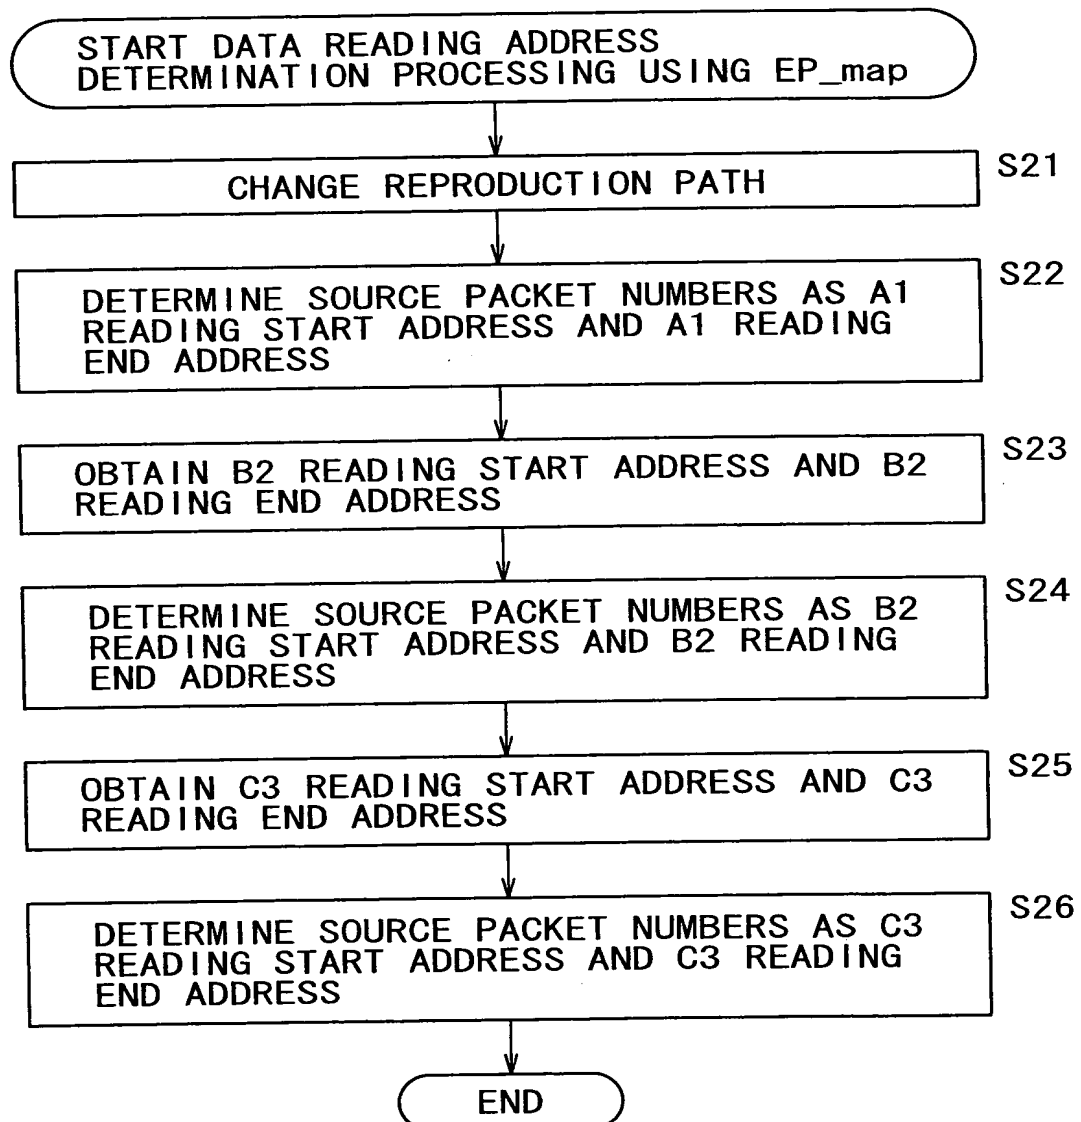 START DATA READING ADDRESS
DETERMINATION PROCESSING USING EP_map
CHANGE REPRODUCTION PATH
S21
DETERMINE SOURCE PACKET NUMBERS AS A1
READING START ADDRESS AND A1 READING
END ADDRESS
S22
OBTAIN B2 READING START ADDRESS AND B2
READING END ADDRESS
S23
DETERMINE SOURCE PACKET NUMBERS AS B2
READING START ADDRESS AND B2 READING
END ADDRESS
S24
OBTAIN C3 READING START ADDRESS AND C3
READING END ADDRESS
S25
DETERMINE SOURCE PACKET NUMBERS AS C3
READING START ADDRESS AND C3 READING
END ADDRESS
S26
END